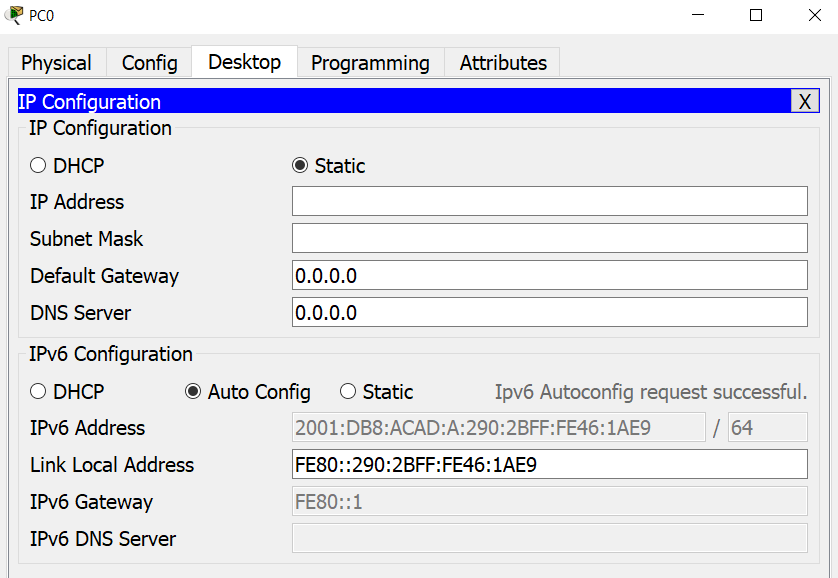 PC0
Physical Config Desktop Programming Attributes
IP Configuration X
IP Configuration
DHCP Static
IP Address
Subnet Mask
Default Gateway 0.0.0.0
DNS Server 0.0.0.0
IPv6 Configuration
DHCP Auto Config Static Ipv6 Autoconfig request successful.
IPv6 Address 2001:DB8:ACAD:A:290:2BFF:FE46:1AE9 / 64
Link Local Address FE80::290:2BFF:FE46:1AE9
IPv6 Gateway FE80::1
IPv6 DNS Server